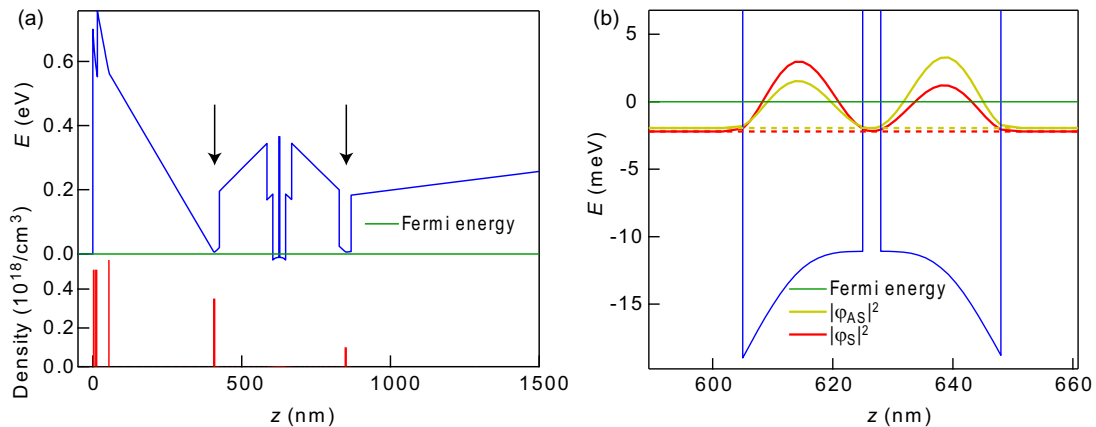 (a)
E (eV)
0.6
0.4
0.2
0.0
Fermi energy
Density (10^18/cm^3)
0.4
0.2
0.0
0
500
1000
1500
z (nm)
(b)
E (meV)
5
0
-5
-10
-15
Fermi energy
|φ_AS|^2
|φ_S|^2
600
620
640
660
z (nm)